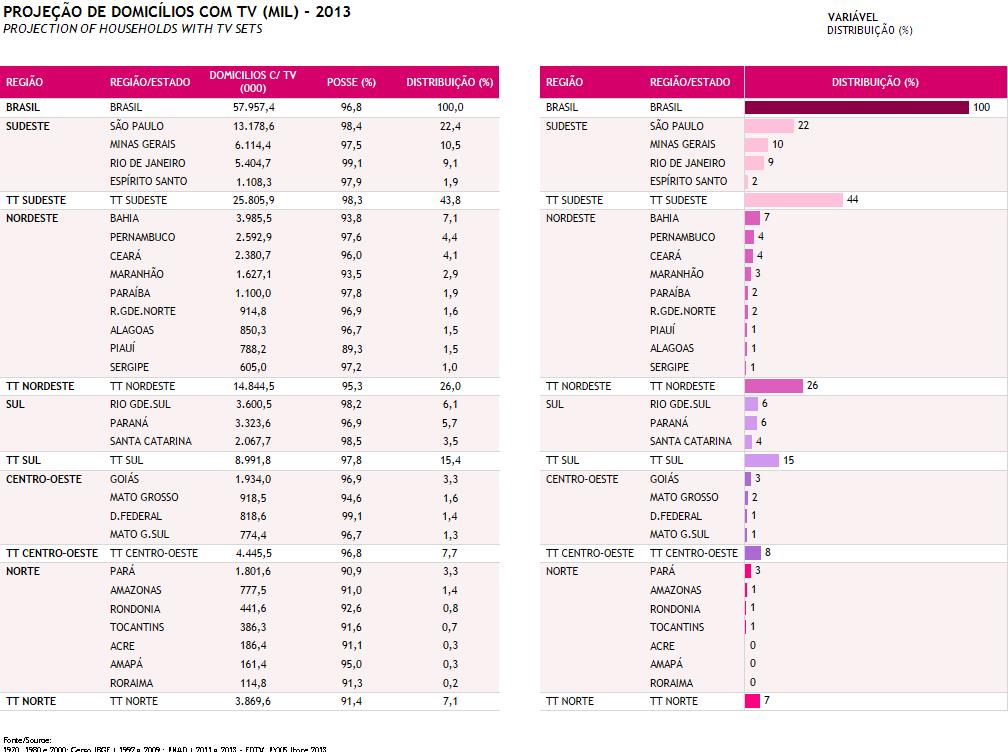 PROJEÇÃO DE DOMICÍLIOS COM TV (MIL) - 2013
PROJECTION OF HOUSEHOLDS WITH TV SETS
VARIÁVEL
DISTRIBUIÇÃO (%)
REGIÃO REGIÃO/ESTADO DOMICILIOS C/ TV (000) POSSE (%) DISTRIBUIÇÃO (%)
BRASIL BRASIL 57.957,4 96,8 100,0
SUDESTE SÃO PAULO 13.178,6 98,4 22,4
MINAS GERAIS 6.114,4 97,5 10,5
RIO DE JANEIRO 5.404,7 99,1 9,1
ESPÍRITO SANTO 1.108,3 97,9 1,9
TT SUDESTE TT SUDESTE 25.805,9 98,3 43,8
NORDESTE BAHIA 3.985,5 93,8 7,1
PERNAMBUCO 2.592,9 97,6 4,4
CEARÁ 2.380,7 96,0 4,1
MARANHÃO 1.627,1 93,5 2,9
PARAÍBA 1.100,0 97,8 1,9
R.GDE.NORTE 914,8 96,9 1,6
ALAGOAS 850,3 96,7 1,5
PIAUÍ 788,2 89,3 1,5
SERGIPE 605,0 97,2 1,0
TT NORDESTE TT NORDESTE 14.844,5 95,3 26,0
SUL RIO GDE.SUL 3.600,5 98,2 6,1
PARANÁ 3.323,6 96,9 5,7
SANTA CATARINA 2.067,7 98,5 3,5
TT SUL TT SUL 8.991,8 97,8 15,4
CENTRO-OESTE GOIÁS 1.934,0 96,9 3,3
MATO GROSSO 918,5 94,6 1,6
D.FEDERAL 818,6 99,1 1,4
MATO G.SUL 774,4 96,7 1,3
TT CENTRO-OESTE TT CENTRO-OESTE 4.445,5 96,8 7,7
NORTE PARÁ 1.801,6 90,9 3,3
AMAZONAS 777,5 91,0 1,4
RONDONIA 441,6 92,6 0,8
TOCANTINS 386,3 91,6 0,7
ACRE 186,4 91,1 0,3
AMAPÁ 161,4 95,0 0,3
RORAIMA 114,8 91,3 0,2
TT NORTE TT NORTE 3.869,6 91,4 7,1
REGIÃO REGIÃO/ESTADO DISTRIBUIÇÃO (%)
BRASIL BRASIL 100
SUDESTE SÃO PAULO 22
MINAS GERAIS 10
RIO DE JANEIRO 9
ESPÍRITO SANTO 2
TT SUDESTE TT SUDESTE 44
NORDESTE BAHIA 7
PERNAMBUCO 4
CEARÁ 4
MARANHÃO 3
PARAÍBA 2
R.GDE.NORTE 2
PIAUÍ 1
ALAGOAS 1
SERGIPE 1
TT NORDESTE TT NORDESTE 26
SUL RIO GDE.SUL 6
PARANÁ 6
SANTA CATARINA 4
TT SUL TT SUL 15
CENTRO-OESTE GOIÁS 3
MATO GROSSO 2
D.FEDERAL 1
MATO G.SUL 1
TT CENTRO-OESTE TT CENTRO-OESTE 8
NORTE PARÁ 3
AMAZONAS 1
RONDONIA 1
TOCANTINS 1
ACRE 0
AMAPÁ 0
RORAIMA 0
TT NORTE TT NORTE 7
Fonte/Source: